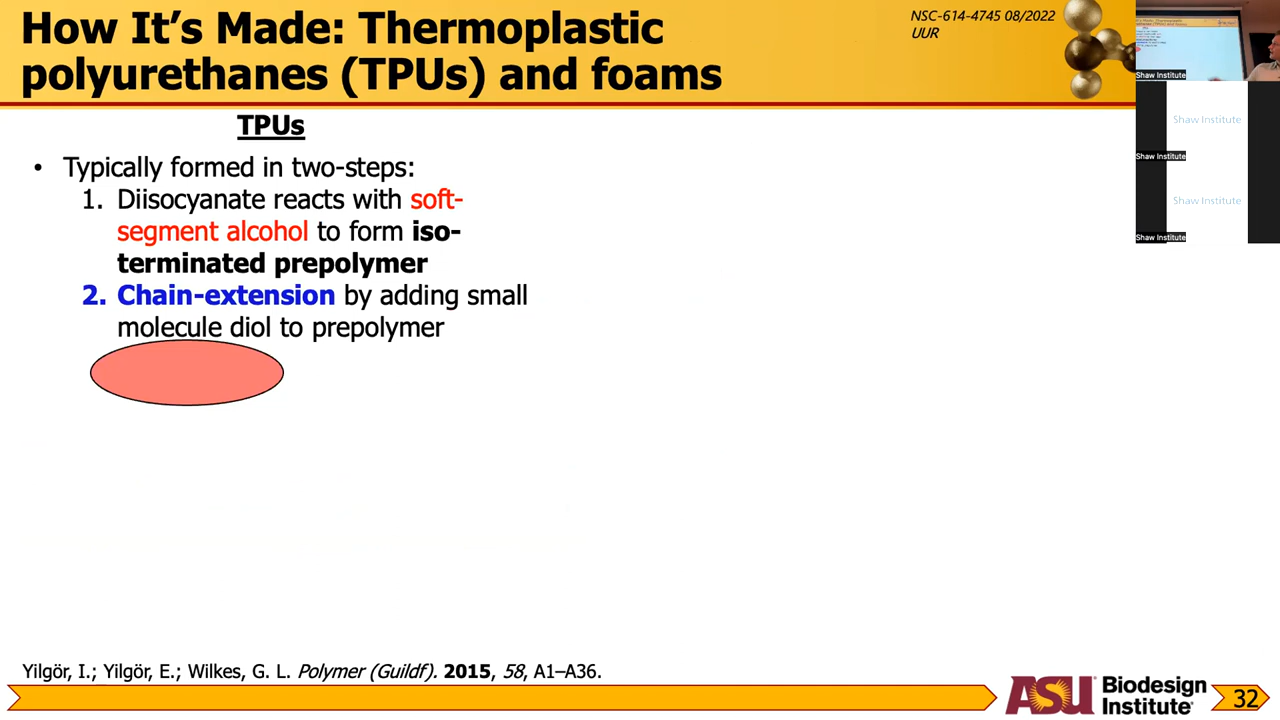 How It's Made: Thermoplastic
polyurethanes (TPUs) and foams
NSC-614-4745 08/2022
UUR
Shaw Institute
Shaw Institute
Shaw Institute
Shaw Institute
Shaw Institute
TPUs
• Typically formed in two-steps:
1. Diisocyanate reacts with soft-
segment alcohol to form iso-
terminated prepolymer
2. Chain-extension by adding small
molecule diol to prepolymer
Yilgör, I.; Yilgör, E.; Wilkes, G. L. Polymer (Guildf). 2015, 58, A1–A36.
ASU Biodesign
Institute
32